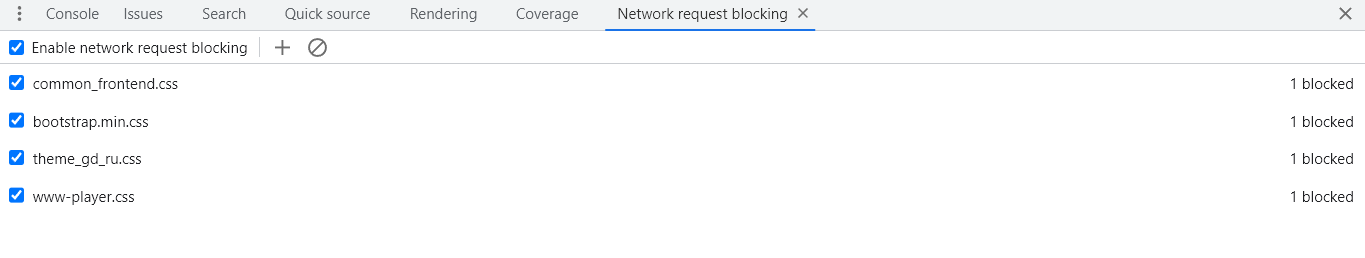 Console Issues Search Quick source Rendering Coverage Network request blocking
Enable network request blocking
common_frontend.css 1 blocked
bootstrap.min.css 1 blocked
theme_gd_ru.css 1 blocked
www-player.css 1 blocked